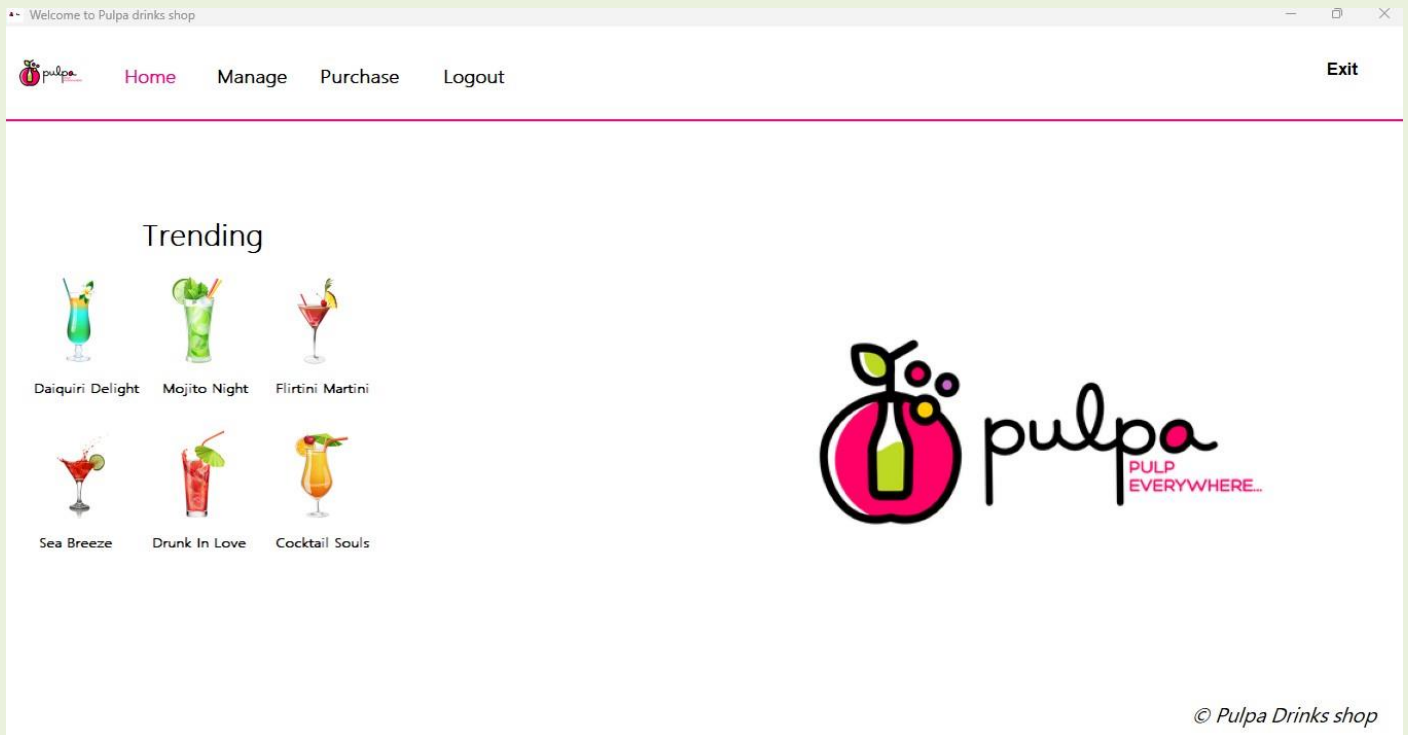 Welcome to Pulpa drinks shop
pulpa Home Manage Purchase Logout Exit
Trending
Daiquiri Delight Mojito Night Flirtini Martini
Sea Breeze Drunk In Love Cocktail Souls
pulpa
PULP
EVERYWHERE...
© Pulpa Drinks shop